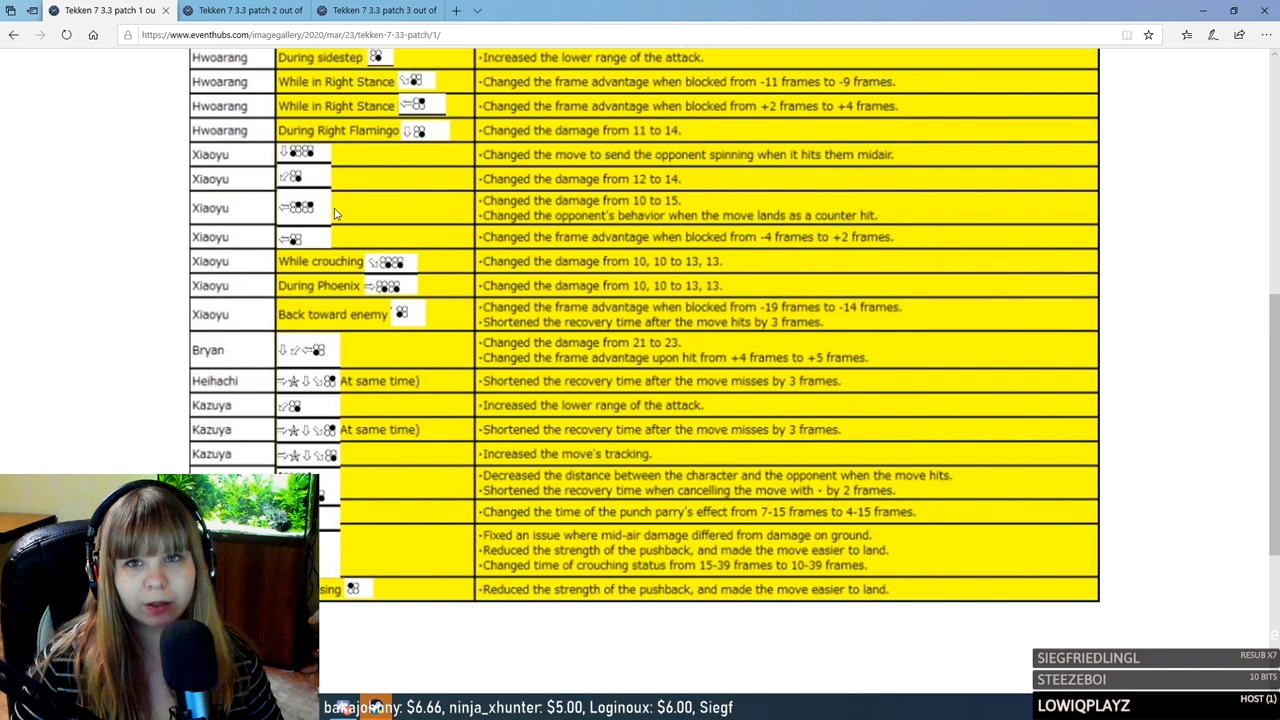 Tekken 7 3.3 patch 1 ou
Tekken 7 3.3 patch 2 out of
Tekken 7 3.3 patch 3 out of
https://www.eventhubs.com/imagegallery/2020/mar/23/tekken-7-33-patch/1/
Hwoarang During sidestep •Increased the lower range of the attack.
Hwoarang While in Right Stance •Changed the frame advantage when blocked from -11 frames to -9 frames.
Hwoarang While in Right Stance •Changed the frame advantage when blocked from +2 frames to +4 frames.
Hwoarang During Right Flamingo •Changed the damage from 11 to 14.
Xiaoyu •Changed the move to send the opponent spinning when it hits them midair.
Xiaoyu •Changed the damage from 12 to 14.
Xiaoyu •Changed the damage from 10 to 15.
•Changed the opponent's behavior when the move lands as a counter hit.
Xiaoyu •Changed the frame advantage when blocked from -4 frames to +2 frames.
Xiaoyu While crouching •Changed the damage from 10, 10 to 13, 13.
Xiaoyu During Phoenix •Changed the damage from 10, 10 to 13, 13.
Xiaoyu Back toward enemy •Changed the frame advantage when blocked from -19 frames to -14 frames.
•Shortened the recovery time after the move hits by 3 frames.
Bryan •Changed the damage from 21 to 23.
•Changed the frame advantage upon hit from +4 frames to +5 frames.
Heihachi At same time) •Shortened the recovery time after the move misses by 3 frames.
Kazuya •Increased the lower range of the attack.
Kazuya At same time) •Shortened the recovery time after the move misses by 3 frames.
Kazuya •Increased the move's tracking.
•Decreased the distance between the character and the opponent when the move hits.
•Shortened the recovery time when cancelling the move with - by 2 frames.
•Changed the time of the punch parry's effect from 7-15 frames to 4-15 frames.
•Fixed an issue where mid-air damage differed from damage on ground.
•Reduced the strength of the pushback, and made the move easier to land.
•Changed time of crouching status from 15-39 frames to 10-39 frames.
sing •Reduced the strength of the pushback, and made the move easier to land.
SIEGFRIEDLINGL RESUB X7
STEEZEBOI 10 BITS
LOWIQPLAYZ HOST (1)
bakajohnny: $6.66, ninja_xhunter: $5.00, Loginoux: $6.00, Siegf